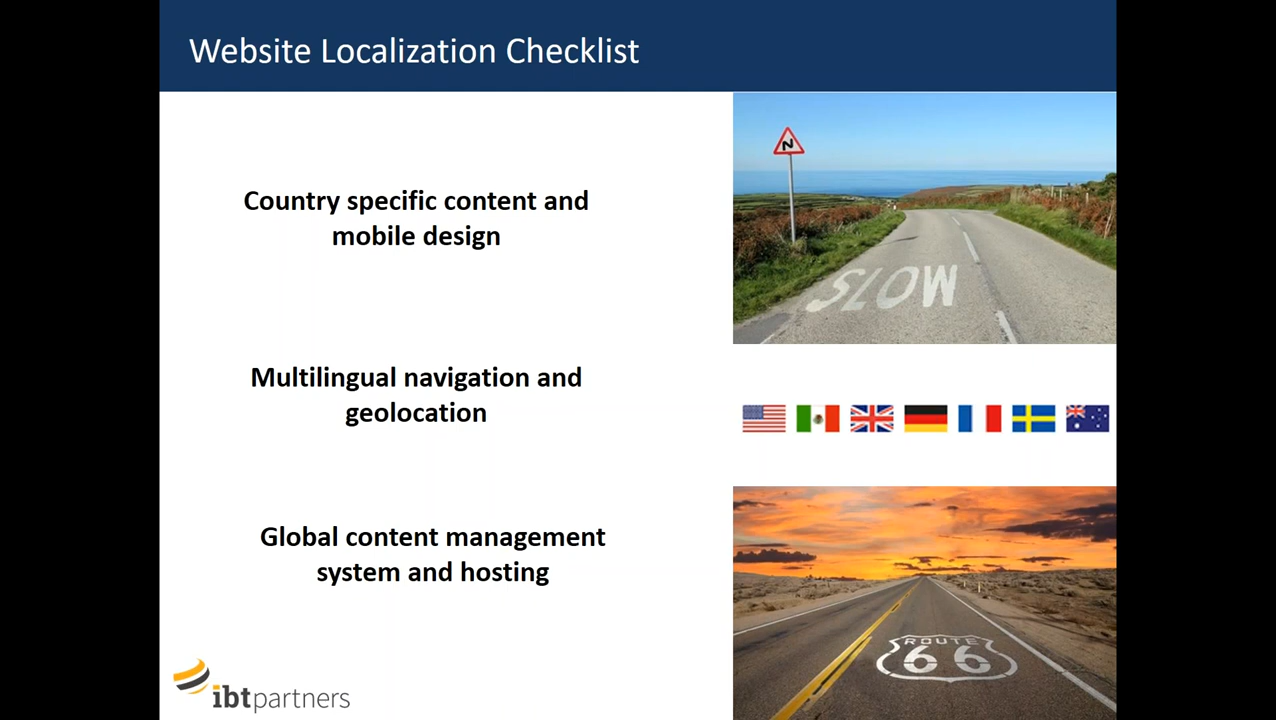 Website Localization Checklist
Country specific content and
mobile design
N
SLOW
Multilingual navigation and
geolocation
Global content management
system and hosting
ROUTE
66
ibtpartners